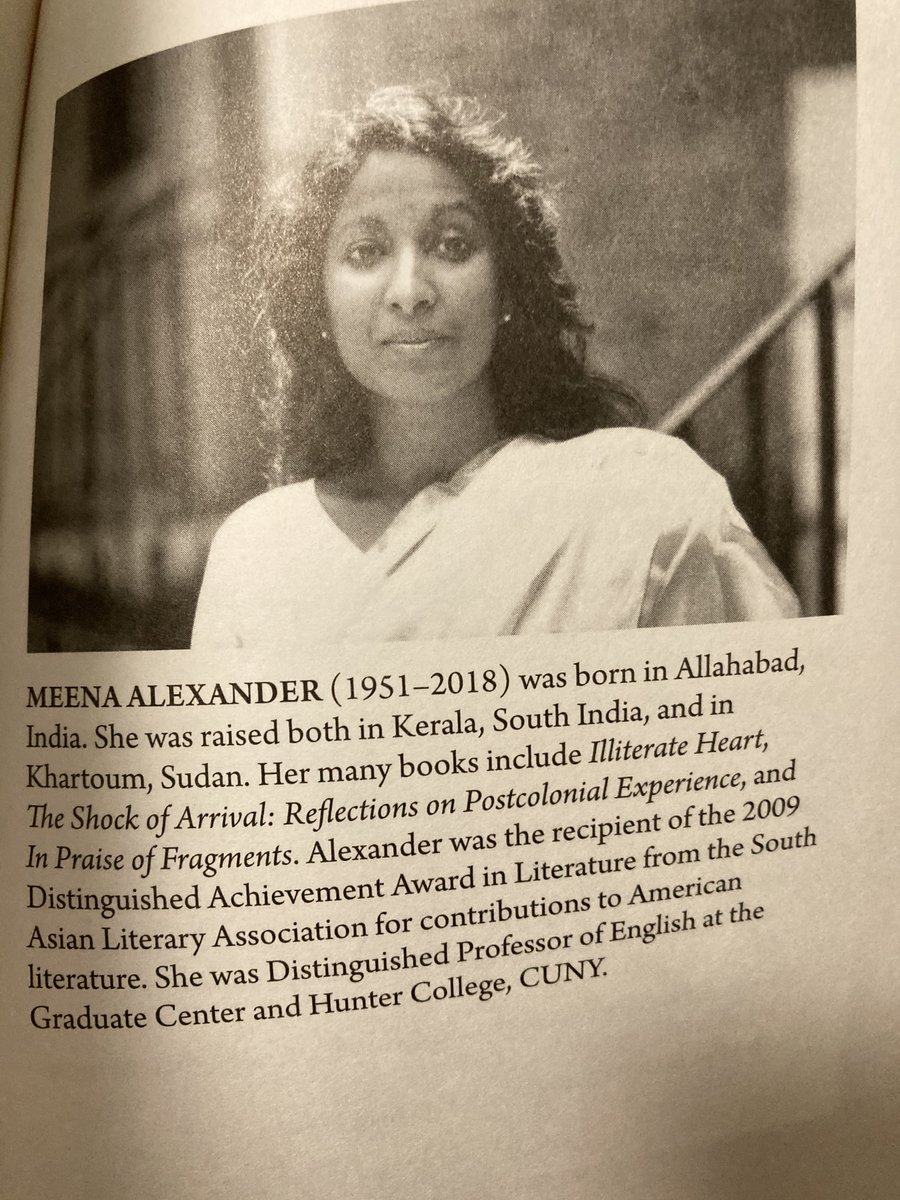 MEENA ALEXANDER (1951–2018) was born in Allahabad,
India. She was raised both in Kerala, South India, and in
Khartoum, Sudan. Her many books include Illiterate Heart,
The Shock of Arrival: Reflections on Postcolonial Experience, and
In Praise of Fragments. Alexander was the recipient of the 2009
Distinguished Achievement Award in Literature from the South
Asian Literary Association for contributions to American
literature. She was Distinguished Professor of English at the
Graduate Center and Hunter College, CUNY.